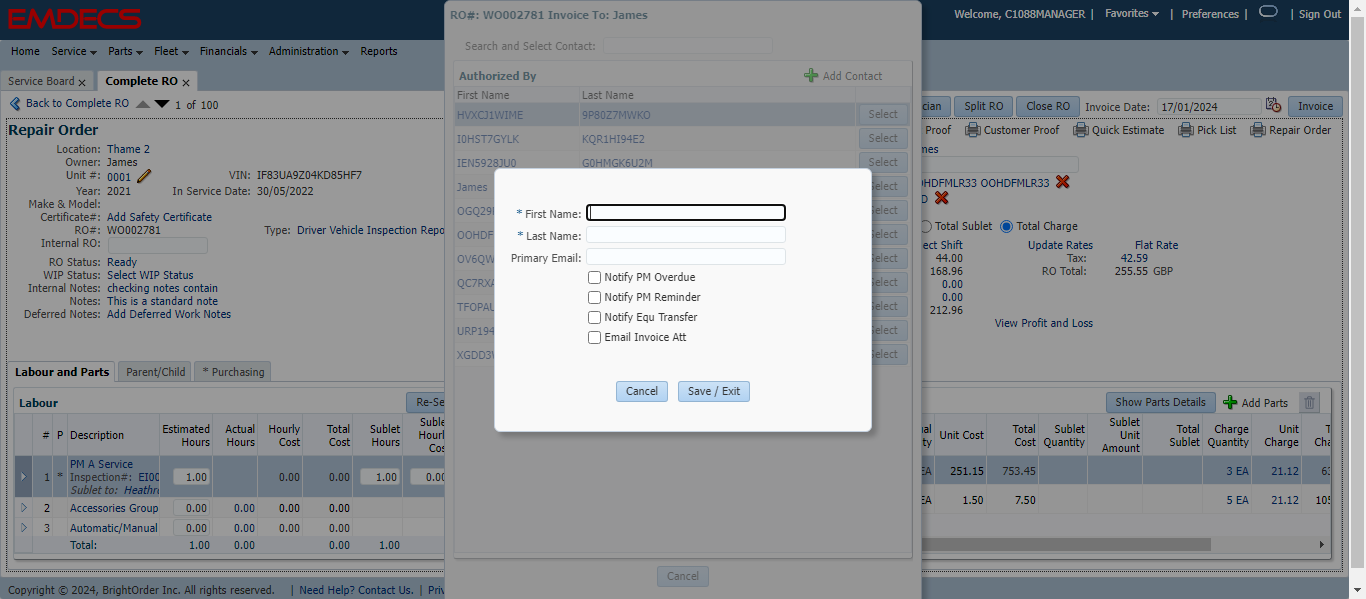 EMDECS
RO#: WO002781 Invoice To: James
Welcome, C1088MANAGER | Favorites | Preferences | | Sign Out
Home Service Parts Fleet Financials Administration Reports
Search and Select Contact:
Service Board x Complete RO x
Authorized By Add Contact
Back to Complete RO 1 of 100
First Name Last Name
cian Split RO Close RO Invoice Date: 17/01/2024 Invoice
HVXCJ1WIME 9P80Z7MWKO Select
Repair Order
Proof Customer Proof Quick Estimate Pick List Repair Order
I0HST7GYLK KQR1HI94E2 Select
Location: Thame 2
mes
Owner: James
IEN5928JU0 G0HMGK6U2M Select
Unit #: 0001 VIN: IF83UA9Z04KD85HF7
OHDFMLR33 OOHDFMLR33
James Select
Year: 2021 In Service Date: 30/05/2022
Make & Model:
OGQ29 Select
Certificate#: Add Safety Certificate
* First Name:
RO#: WO002781 Type: Driver Vehicle Inspection Repo
Total Sublet Total Charge
OOHDF Select
* Last Name:
Internal RO:
ect Shift Update Rates Flat Rate
OV6QW Select
Primary Email:
44.00 Tax: 42.59
RO Status: Ready
168.96 RO Total: 255.55 GBP
WIP Status: Select WIP Status
Notify PM Overdue
QC7RXA Select
0.00
Internal Notes: checking notes contain
Notify PM Reminder
0.00
Notes: This is a standard note
TFOPAU Select
212.96
Deferred Notes: Add Deferred Work Notes
Notify Equ Transfer
View Profit and Loss
URP194 Select
Email Invoice Att
XGDD3 Select
Labour and Parts Parent/Child * Purchasing
Cancel Save / Exit
Labour Re-Se
Show Parts Details Add Parts
# P Description Estimated Hours Actual Hours Hourly Cost Total Cost Sublet Hours Suble Hourl Cos
al ty Unit Cost Total Cost Sublet Quantity Sublet Unit Amount Total Sublet Charge Quantity Unit Charge T Cha
PM A Service
1 * Inspection#: EI00 1.00 0.00 0.00 1.00 0.00
Sublet to: Heathr
EA 251.15 753.45 3 EA 21.12 63
2 Accessories Group 0.00 0.00 0.00 0.00
EA 1.50 7.50 5 EA 21.12 105
3 Automatic/Manual 0.00 0.00 0.00 0.00
Total: 1.00 0.00 0.00 1.00
Cancel
Copyright © 2024, BrightOrder Inc. All rights reserved. | Need Help? Contact Us. | Priv